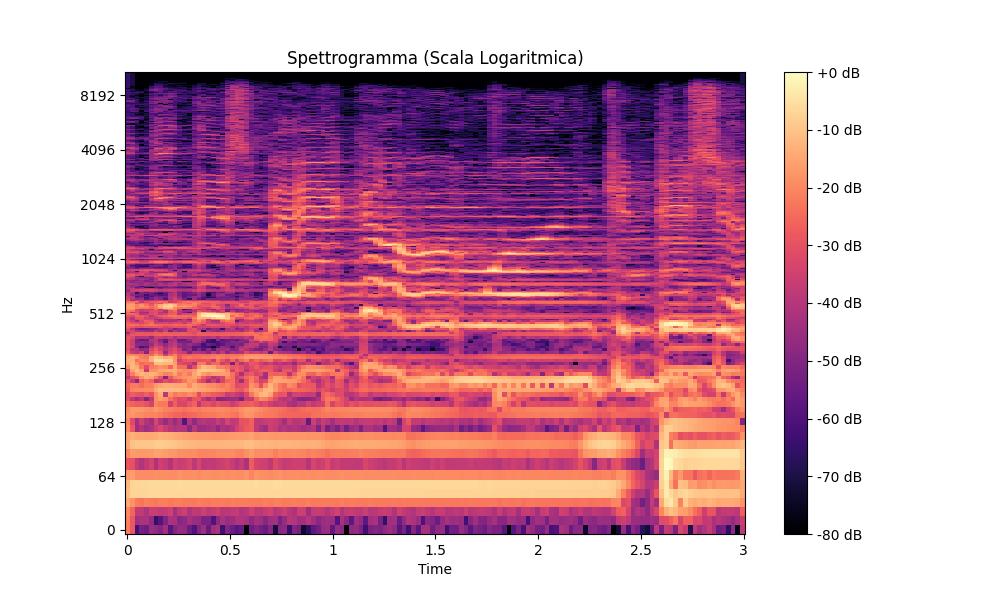 Spettrogramma (Scala Logaritmica)
Hz
8192
4096
2048
1024
512
256
128
64
0
0 0.5 1 1.5 2 2.5 3
Time
+0 dB
-10 dB
-20 dB
-30 dB
-40 dB
-50 dB
-60 dB
-70 dB
-80 dB